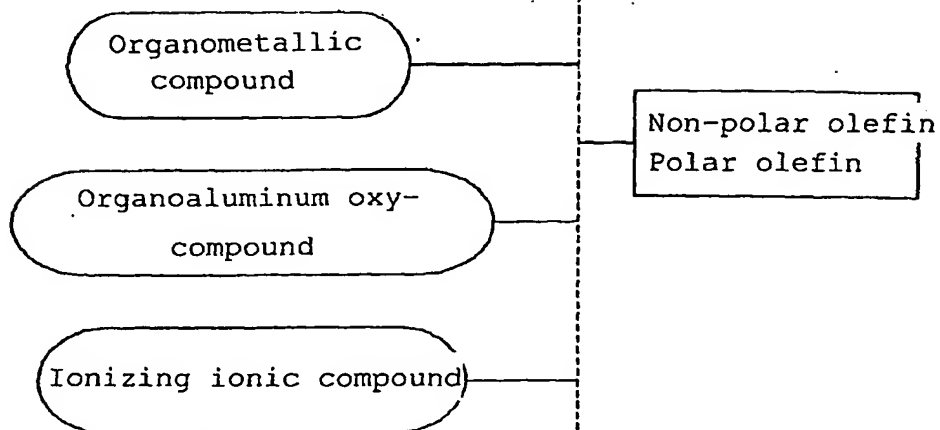 Organometallic
compound
Non-polar olefin
Polar olefin
Organoaluminum oxy-
compound
Ionizing ionic compound